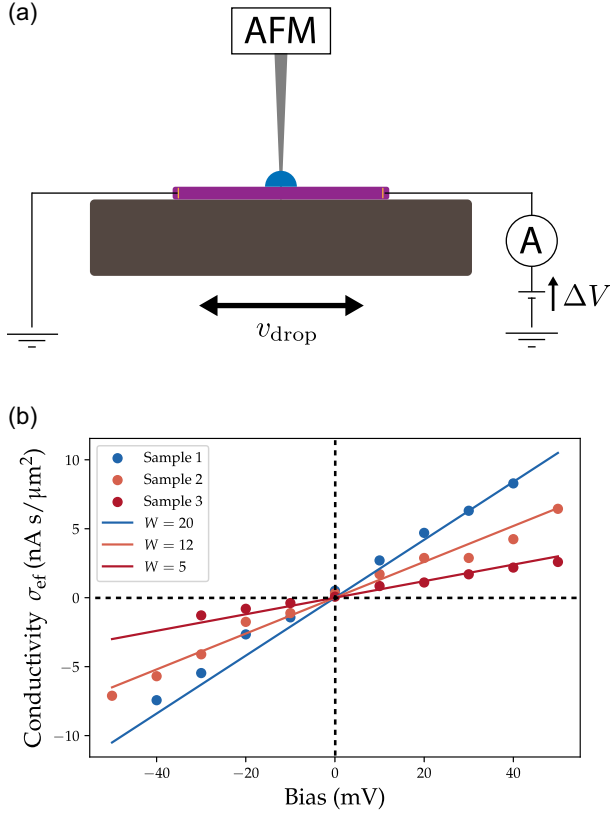 (a)
AFM
A
ΔV
v_drop
(b)
Conductivity σ_ef (nA s/μm²)
10
5
0
−5
−10
Sample 1
Sample 2
Sample 3
W = 20
W = 12
W = 5
−40
−20
0
20
40
Bias (mV)